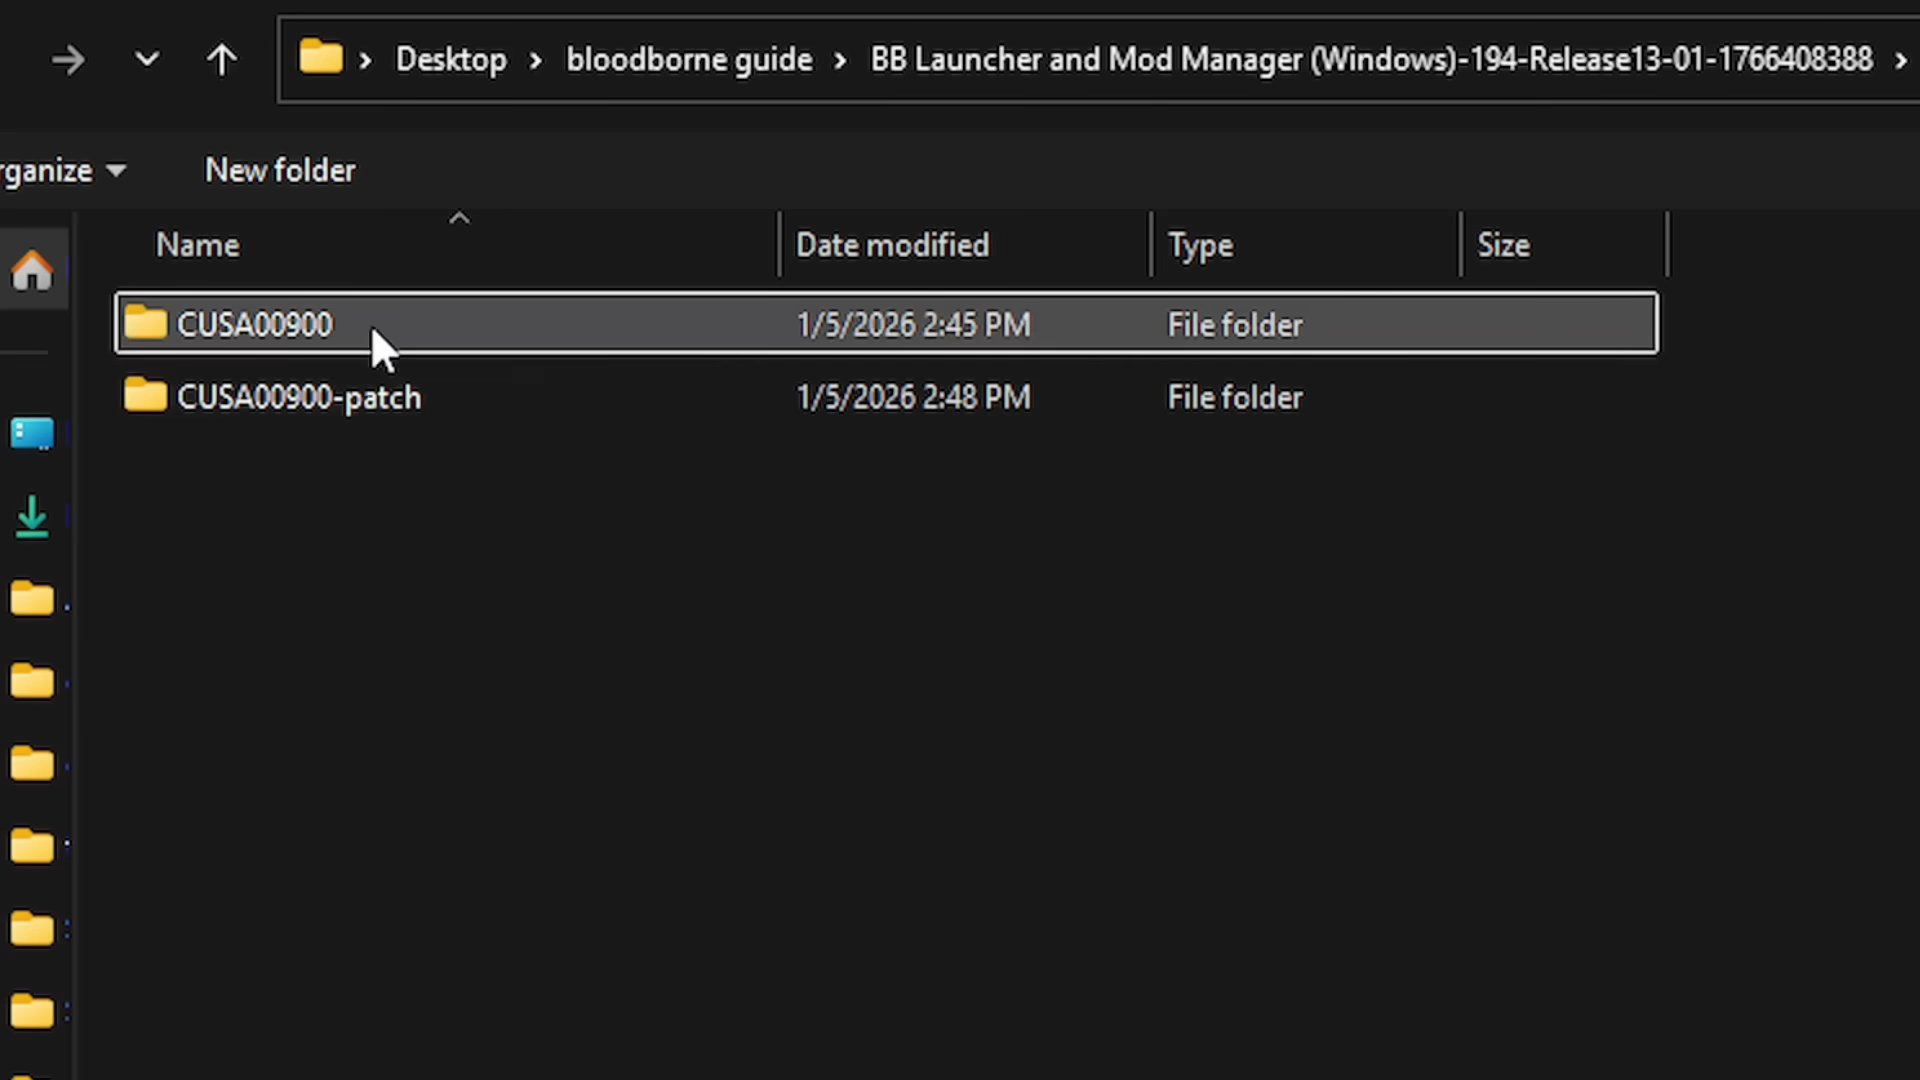 Desktop > bloodborne guide > BB Launcher and Mod Manager (Windows)-194-Release13-01-1766408388 >
rganize New folder
Name Date modified Type Size
CUSA00900 1/5/2026 2:45 PM File folder
CUSA00900-patch 1/5/2026 2:48 PM File folder